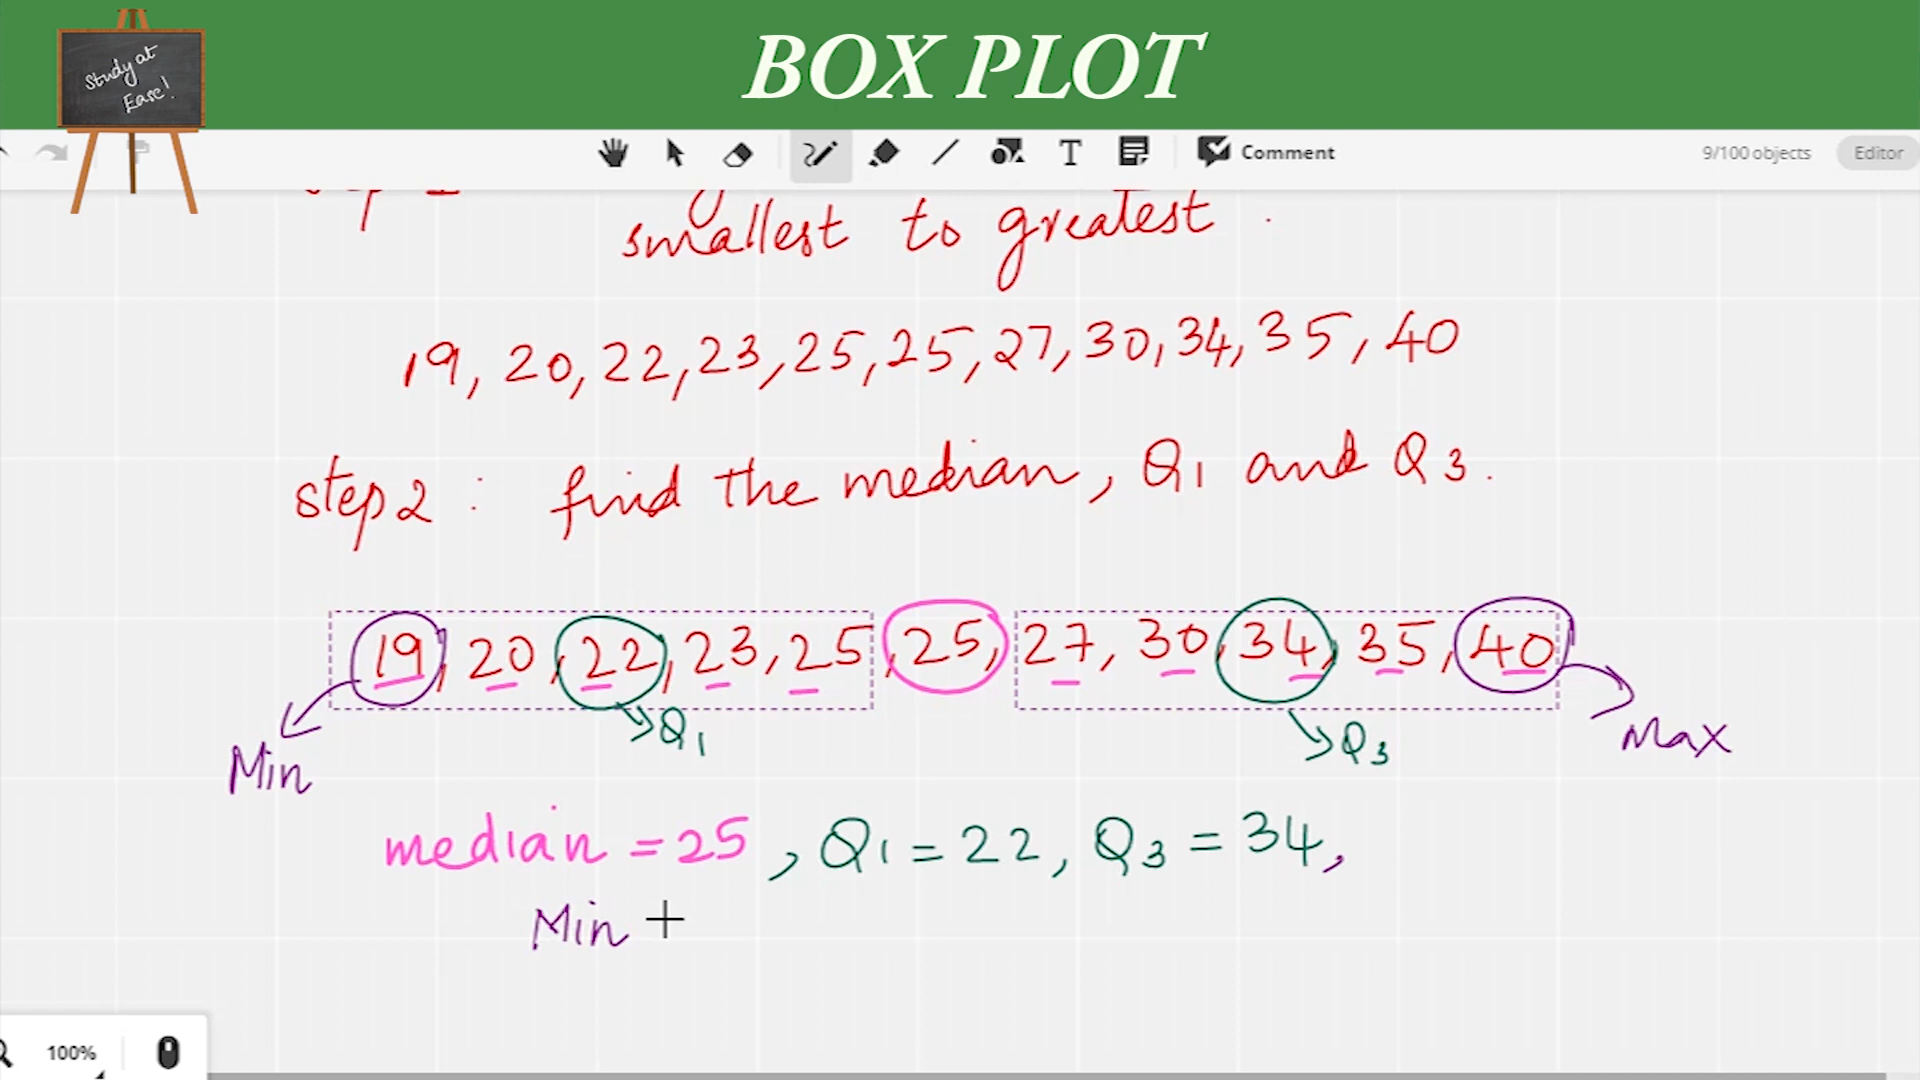 BOX PLOT
Study at
Ease!
Comment
9/100 objects
Editor
smallest to greatest.
19, 20, 22, 23, 25, 25, 27, 30, 34, 35, 40
step 2 : find the median, Q1 and Q3.
19, 20, 22, 23, 25, 25, 27, 30, 34, 35, 40
Min
Q1
Q3
Max
median = 25, Q1 = 22, Q3 = 34,
Min
100%